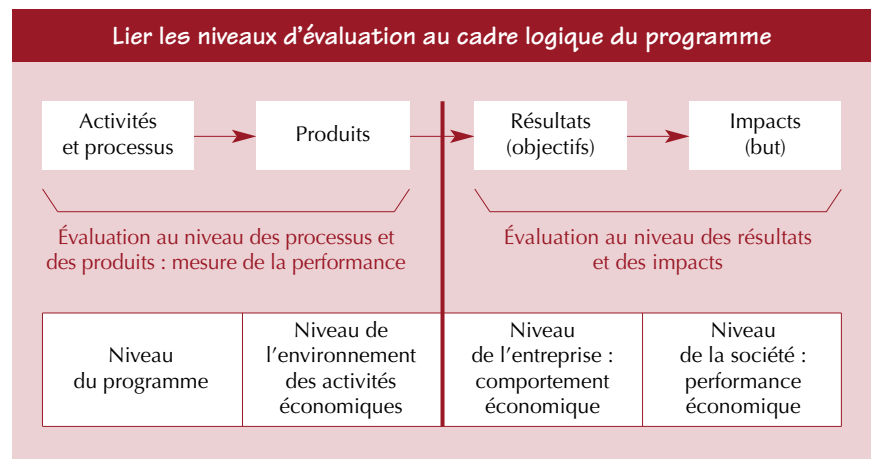 Lier les niveaux d'évaluation au cadre logique du programme
Activités
et processus
Produits
Résultats
(objectifs)
Impacts
(but)
Évaluation au niveau des processus et
des produits : mesure de la performance
Évaluation au niveau des résultats
et des impacts
Niveau
du programme
Niveau de
l'environnement
des activités
économiques
Niveau
de l'entreprise :
comportement
économique
Niveau
de la société :
performance
économique